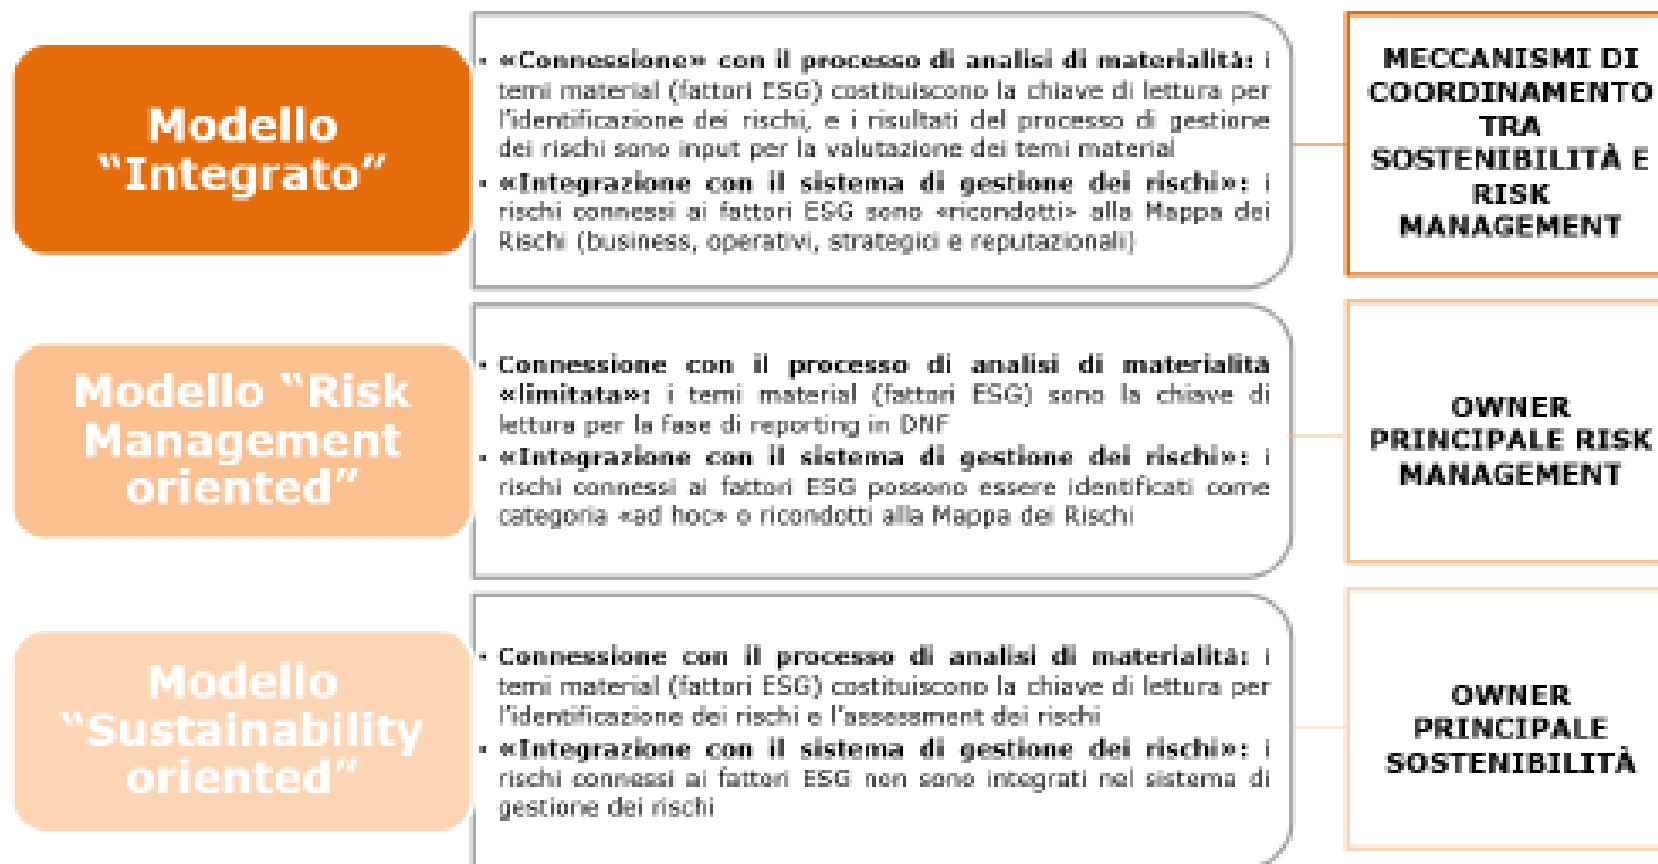 Modello
“Integrato”
• «Connessione» con il processo di analisi di materialità: i
temi material (fattori ESG) costituiscono la chiave di lettura per
l’identificazione dei rischi, e i risultati del processo di gestione
dei rischi sono input per la valutazione dei temi material
• «Integrazione con il sistema di gestione dei rischi»: i
rischi connessi ai fattori ESG sono «ricondotti» alla Mappa dei
Rischi (business, operativi, strategici e reputazionali)
MECCANISMI DI
COORDINAMENTO
TRA
SOSTENIBILITÀ E
RISK
MANAGEMENT
Modello “Risk
Management
oriented”
• Connessione con il processo di analisi di materialità
«limitata»: i temi material (fattori ESG) sono la chiave di
lettura per la fase di reporting in DNF
• «Integrazione con il sistema di gestione dei rischi»: i
rischi connessi ai fattori ESG possono essere identificati come
categoria «ad hoc» o ricondotti alla Mappa dei Rischi
OWNER
PRINCIPALE RISK
MANAGEMENT
Modello
“Sustainability
oriented”
• Connessione con il processo di analisi di materialità: i
temi material (fattori ESG) costituiscono la chiave di lettura per
l’identificazione dei rischi e l’assessment dei rischi
• «Integrazione con il sistema di gestione dei rischi»: i
rischi connessi ai fattori ESG non sono integrati nel sistema di
gestione dei rischi
OWNER
PRINCIPALE
SOSTENIBILITÀ